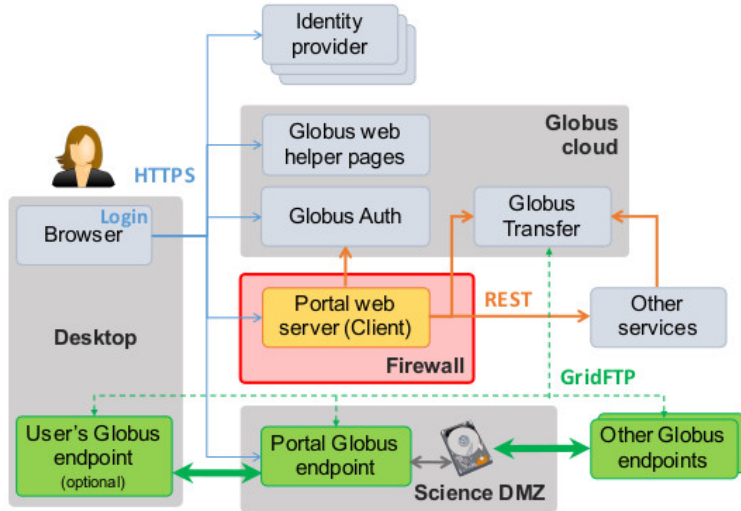 Identity
provider
Globus web
helper pages
Globus
cloud
HTTPS
Login
Browser
Globus Auth
Globus
Transfer
Portal web
server (Client)
REST
Other
services
Desktop
Firewall
GridFTP
User's Globus
endpoint
(optional)
Portal Globus
endpoint
Other Globus
endpoints
Science DMZ